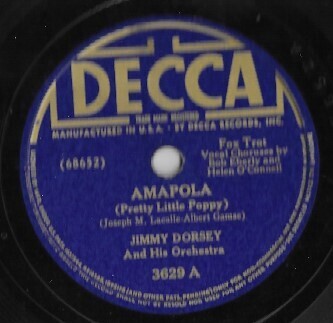 DECCA
MANUFACTURED IN U.S.A. BY DECCA RECORDS, INC.
Fox Trot
Vocal Choruses by
(68652)
Bob Eberly and
Helen O'Connell
AMAPOLA
(Pretty Little Poppy)
(Joseph M. Lacalle-Albert Gamse)
JIMMY DORSEY
And His Orchestra
3629 A